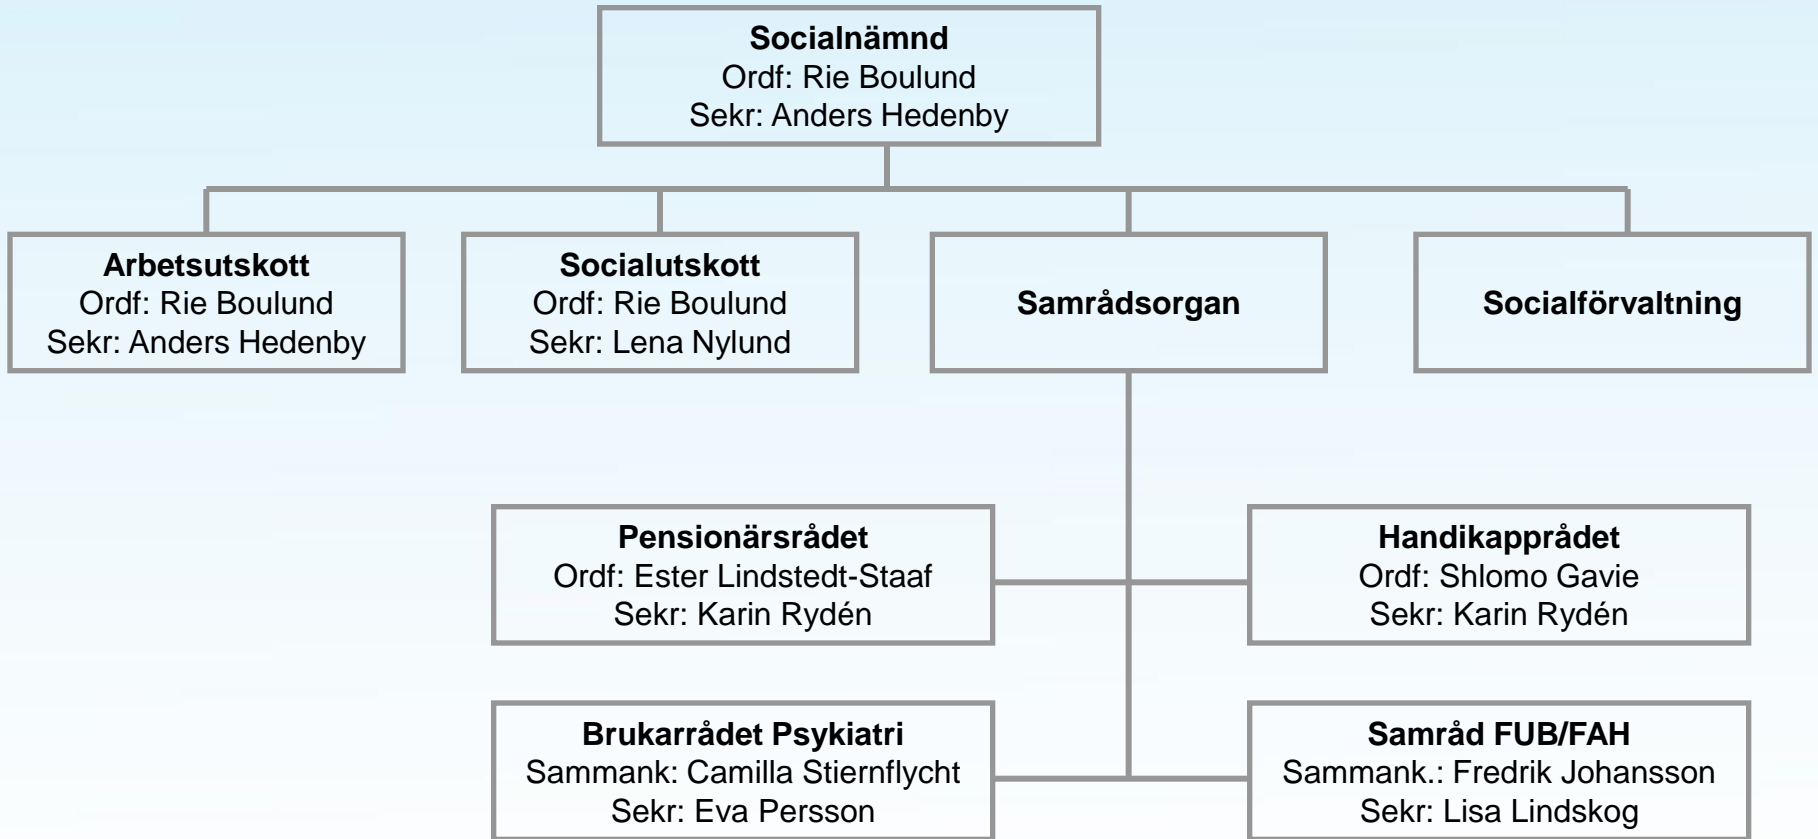 Socialnämnd
Ordf: Rie Boulund
Sekr: Anders Hedenby
Arbetsutskott
Ordf: Rie Boulund
Sekr: Anders Hedenby
Socialutskott
Ordf: Rie Boulund
Sekr: Lena Nylund
Samrådsorgan
Socialförvaltning
Pensionärsrådet
Ordf: Ester Lindstedt-Staaf
Sekr: Karin Rydén
Handikapprådet
Ordf: Shlomo Gavie
Sekr: Karin Rydén
Brukarrådet Psykiatri
Sammank: Camilla Stiernflycht
Sekr: Eva Persson
Samråd FUB/FAH
Sammank.: Fredrik Johansson
Sekr: Lisa Lindskog